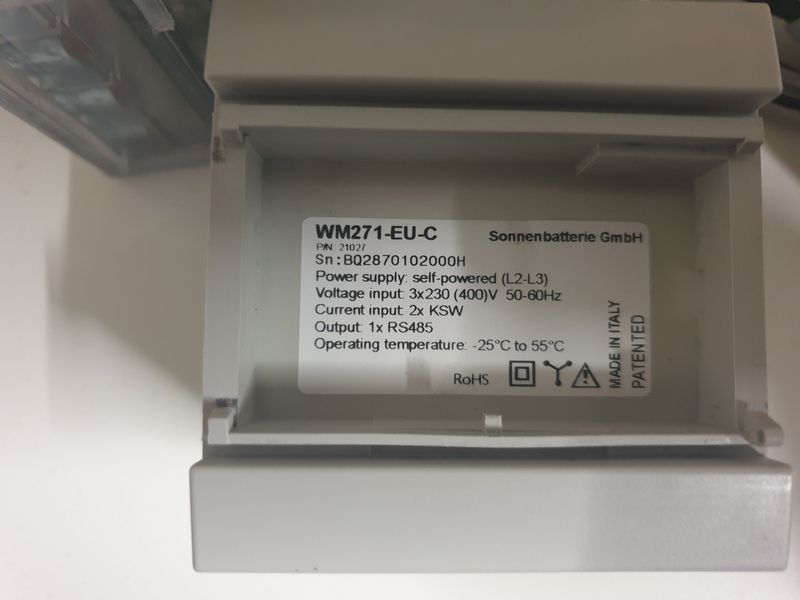 WM271-EU-C
Sonnenbatterie GmbH
P/N 21027
Sn:BQ2870102000H
Power supply: self-powered (L2-L3)
Voltage input: 3x230 (400)V 50-60Hz
Current input: 2x KSW
Output: 1x RS485
Operating temperature: -25°C to 55°C
RoHS
MADE IN ITALY
PATENTED